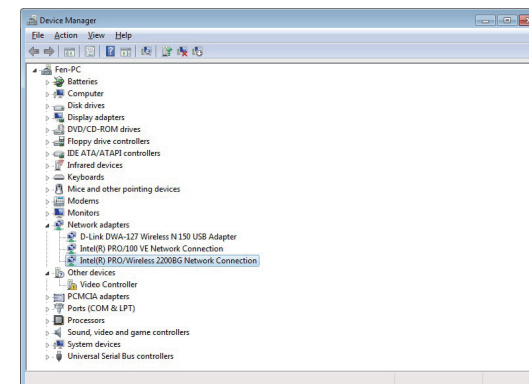 Device Manager
File Action View Help
Fen-PC
Batteries
Computer
Disk drives
Display adapters
DVD/CD-ROM drives
Floppy drive controllers
IDE ATA/ATAPI controllers
Infrared devices
Keyboards
Mice and other pointing devices
Modems
Monitors
Network adapters
D-Link DWA-127 Wireless N 150 USB Adapter
Intel(R) PRO/100 VE Network Connection
Intel(R) PRO/Wireless 2200BG Network Connection
Other devices
Video Controller
PCMCIA adapters
Ports (COM & LPT)
Processors
Sound, video and game controllers
System devices
Universal Serial Bus controllers